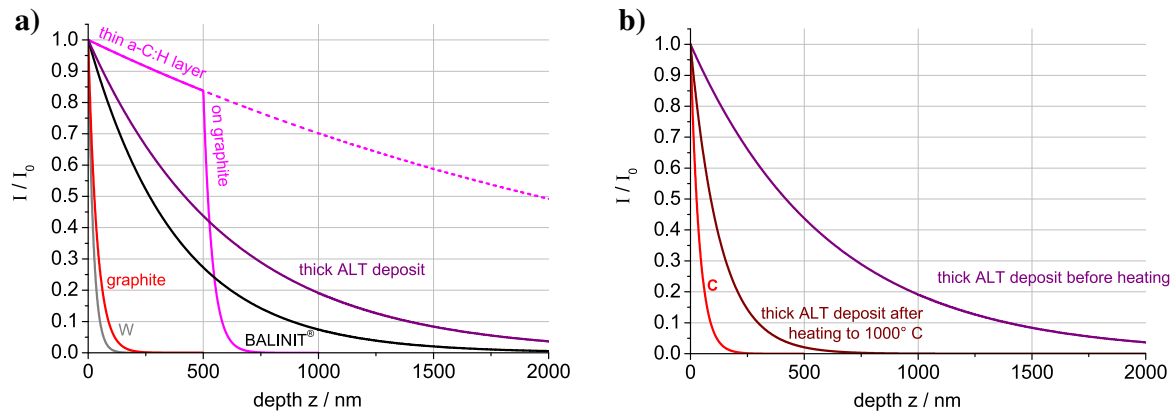 a)
I / I₀
1.0
0.9
0.8
0.7
0.6
0.5
0.4
0.3
0.2
0.1
0.0
thin a-C:H layer
on graphite
thick ALT deposit
graphite
W
BALINIT®
0 500 1000 1500 2000
depth z / nm
b)
I / I₀
1.0
0.9
0.8
0.7
0.6
0.5
0.4
0.3
0.2
0.1
0.0
thick ALT deposit before heating
C
thick ALT deposit after
heating to 1000° C
0 500 1000 1500 2000
depth z / nm